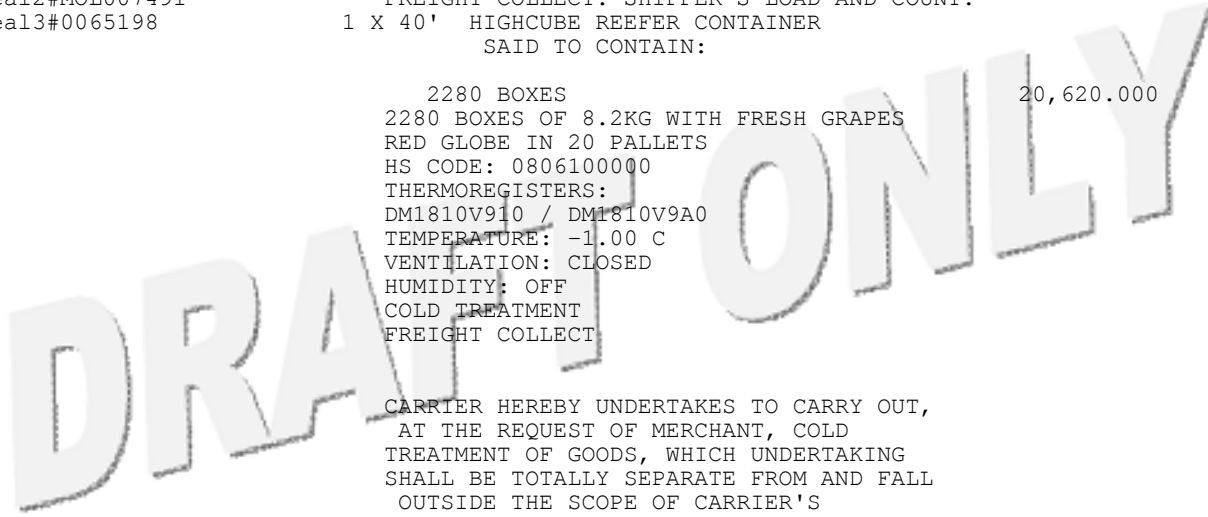 FREIGHT COLLECT. SHIPPER'S LOAD AND COUNT.
eal3#0065198 1 X 40' HIGHCUBE REEFER CONTAINER
SAID TO CONTAIN:
2280 BOXES 20,620.000
2280 BOXES OF 8.2KG WITH FRESH GRAPES
RED GLOBE IN 20 PALLETS
HS CODE: 0806100000
THERMOREGISTERS:
DM1810V910 / DM1810V9A0
TEMPERATURE: -1.00 C
VENTILATION: CLOSED
HUMIDITY: OFF
COLD TREATMENT
FREIGHT COLLECT
CARRIER HEREBY UNDERTAKES TO CARRY OUT,
AT THE REQUEST OF MERCHANT, COLD
TREATMENT OF GOODS, WHICH UNDERTAKING
SHALL BE TOTALLY SEPARATE FROM AND FALL
OUTSIDE THE SCOPE OF CARRIER'S
DRAFT ONLY